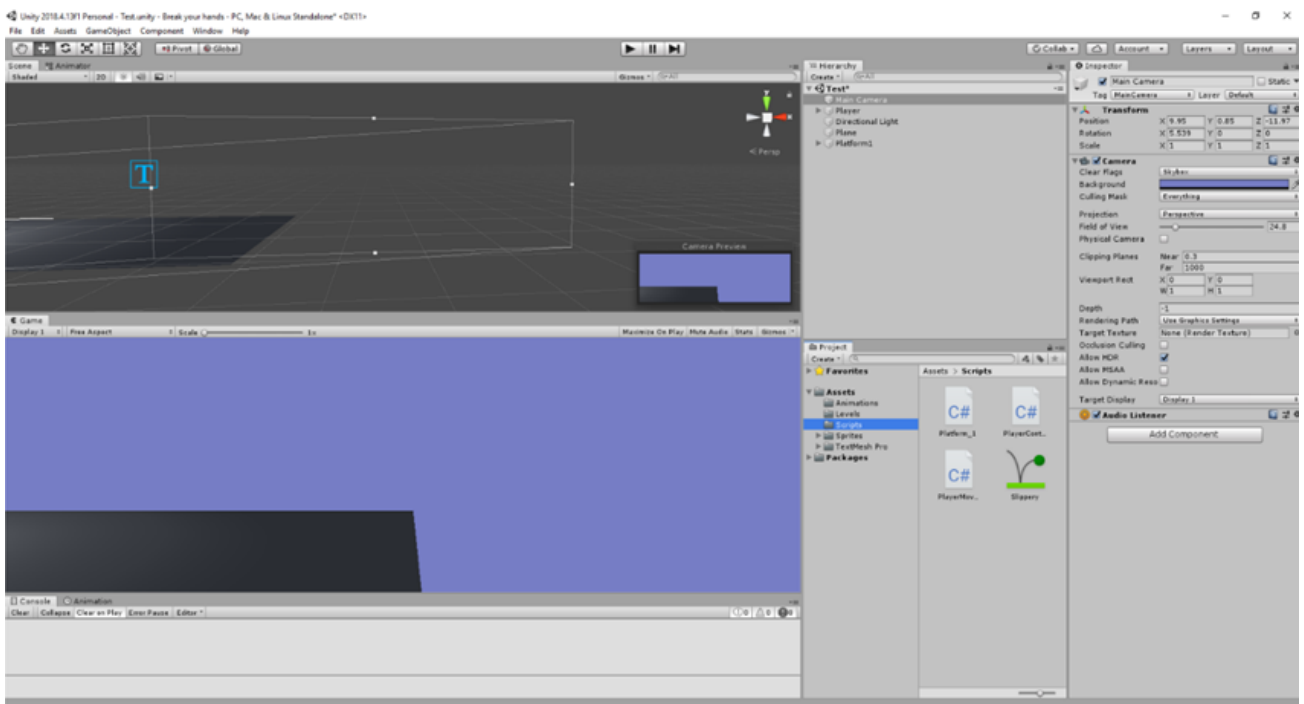 Unity 2018.4.13f1 Personal - Test.unity - Break your hands - PC, Mac & Linux Standalone* <DX11>
File Edit Assets GameObject Component Window Help
Pivot Global Collab Account Layers Layout
Scene Animator
Shaded 2D Gizmos All
y
x
Persp
T
Camera Preview
Game
Display 1 Free Aspect Scale 1x Maximize On Play Mute Audio Stats Gizmos
Console Animation
Clear Collapse Clear on Play Error Pause Editor 0 0 0
Hierarchy
Create All
Test*
Main Camera
Player
Directional Light
Plane
Platform1
Project
Create
Favorites
Assets
Animations
Levels
Scripts
Sprites
TextMesh Pro
Packages
Assets > Scripts
C# C#
Platform_1 PlayerCont...
C#
PlayerMov... Slippery
Inspector
Main Camera Static
Tag MainCamera Layer Default
Transform
Position X 9.95 Y 0.85 Z -11.97
Rotation X 5.539 Y 0 Z 0
Scale X 1 Y 1 Z 1
Camera
Clear Flags Skybox
Background
Culling Mask Everything
Projection Perspective
Field of View 24.8
Physical Camera
Clipping Planes Near 0.3
Far 1000
Viewport Rect X 0 Y 0
W 1 H 1
Depth -1
Rendering Path Use Graphics Settings
Target Texture None (Render Texture)
Occlusion Culling
Allow HDR
Allow MSAA
Allow Dynamic Reso
Target Display Display 1
Audio Listener
Add Component